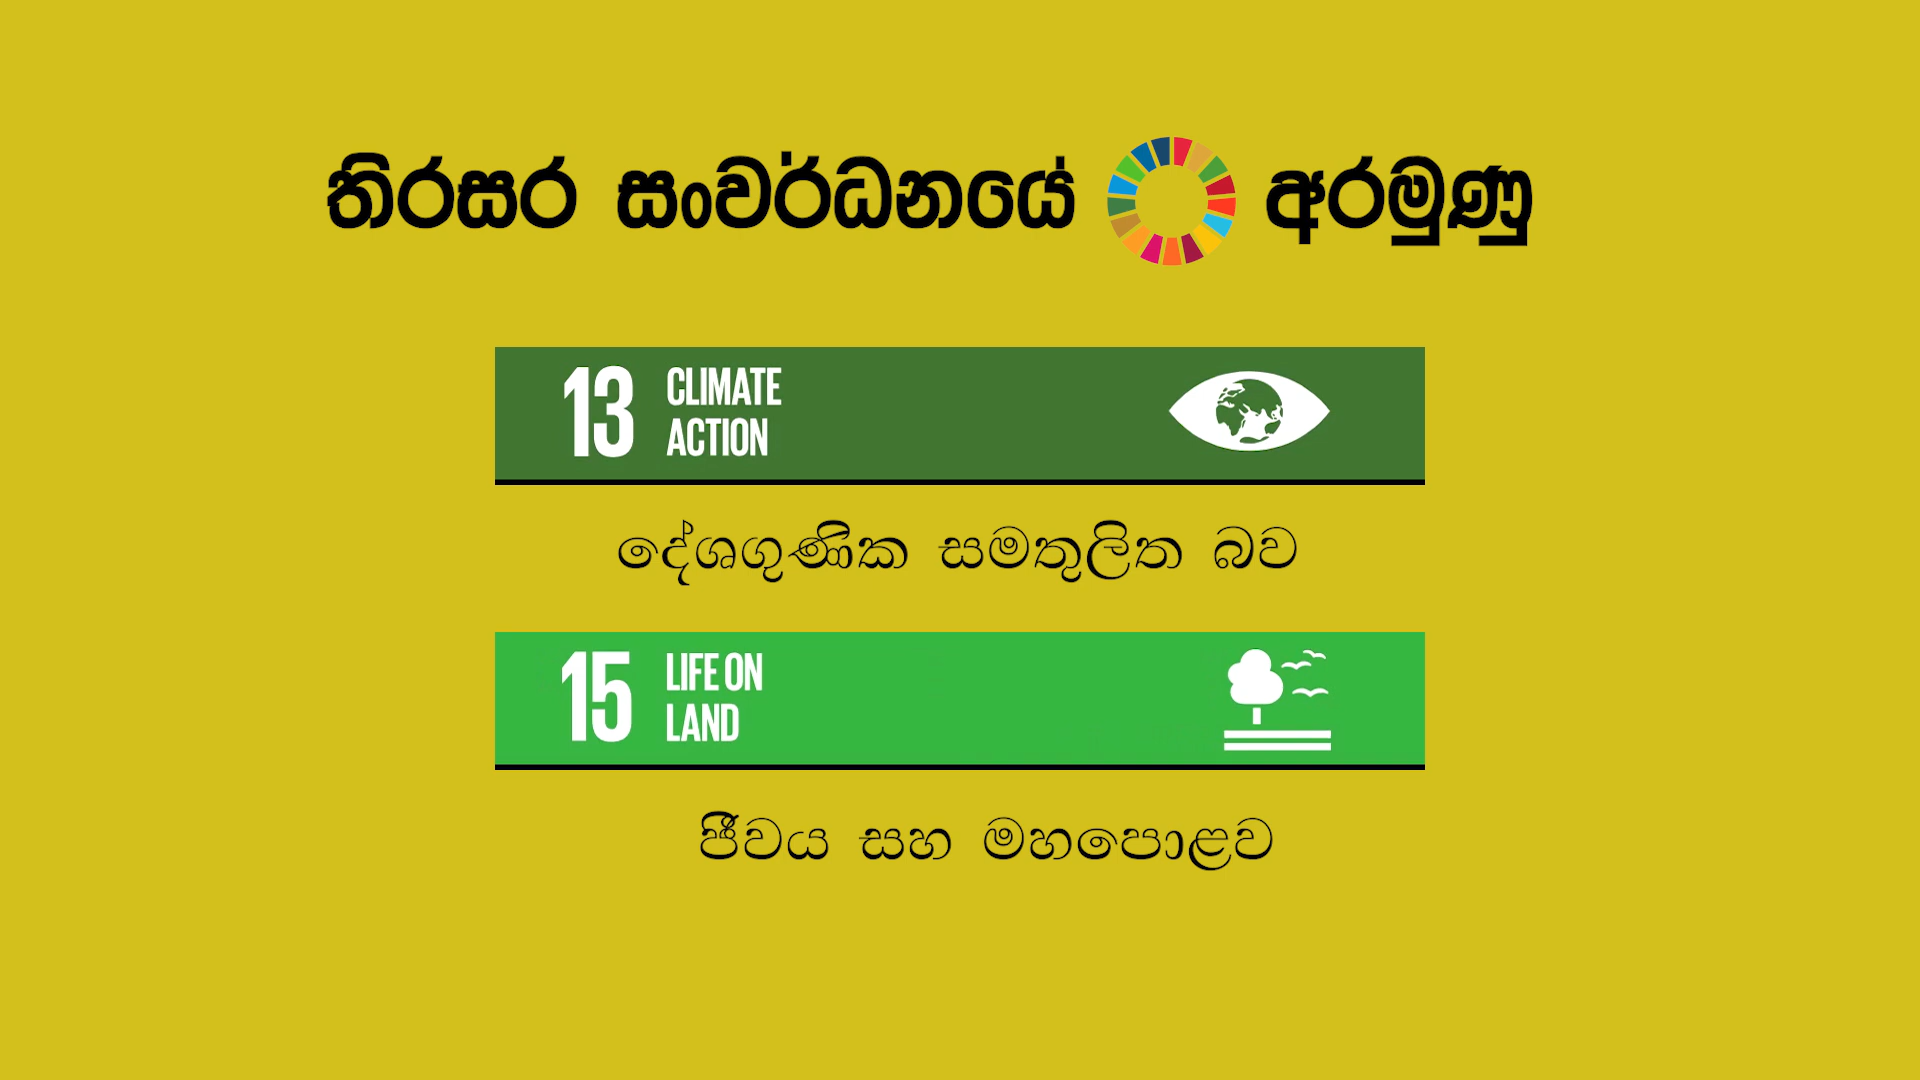 තිරසර සංවර්ධනයේ අරමුණු
13 CLIMATE
ACTION
දේශගුණික සමතුලිත බව
15 LIFE ON
LAND
ජීවය සහ මහපොළව